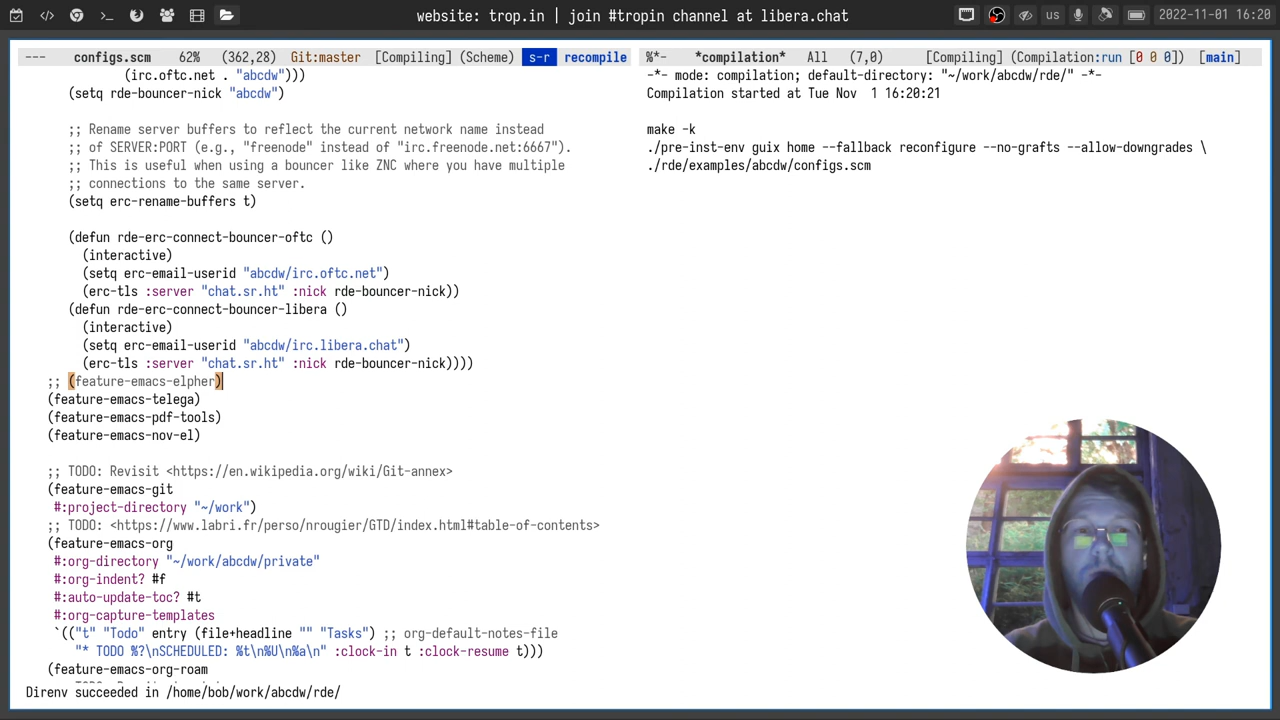 website: trop.in | join #tropin channel at libera.chat
us
2022-11-01 16:20
--- configs.scm 62% (362,28) Git:master [Compiling] (Scheme) s-r recompile
(irc.oftc.net . "abcdw")))
(setq rde-bouncer-nick "abcdw")
;; Rename server buffers to reflect the current network name instead
;; of SERVER:PORT (e.g., "freenode" instead of "irc.freenode.net:6667").
;; This is useful when using a bouncer like ZNC where you have multiple
;; connections to the same server.
(setq erc-rename-buffers t)
(defun rde-erc-connect-bouncer-oftc ()
(interactive)
(setq erc-email-userid "abcdw/irc.oftc.net")
(erc-tls :server "chat.sr.ht" :nick rde-bouncer-nick))
(defun rde-erc-connect-bouncer-libera ()
(interactive)
(setq erc-email-userid "abcdw/irc.libera.chat")
(erc-tls :server "chat.sr.ht" :nick rde-bouncer-nick))))
;; (feature-emacs-elpher)
(feature-emacs-telega)
(feature-emacs-pdf-tools)
(feature-emacs-nov-el)
;; TODO: Revisit <https://en.wikipedia.org/wiki/Git-annex>
(feature-emacs-git
#:project-directory "~/work")
;; TODO: <https://www.labri.fr/perso/nrougier/GTD/index.html#table-of-contents>
(feature-emacs-org
#:org-directory "~/work/abcdw/private"
#:org-indent? #f
#:auto-update-toc? #t
#:org-capture-templates
`(("t" "Todo" entry (file+headline "" "Tasks") ;; org-default-notes-file
"* TODO %?\nSCHEDULED: %t\n%U\n%a\n" :clock-in t :clock-resume t)))
(feature-emacs-org-roam
%*- *compilation* All (7,0) [Compiling] (Compilation:run [0 0 0]) [main]
-*- mode: compilation; default-directory: "~/work/abcdw/rde/" -*-
Compilation started at Tue Nov  1 16:20:21
make -k
./pre-inst-env guix home --fallback reconfigure --no-grafts --allow-downgrades \
./rde/examples/abcdw/configs.scm
Direnv succeeded in /home/bob/work/abcdw/rde/